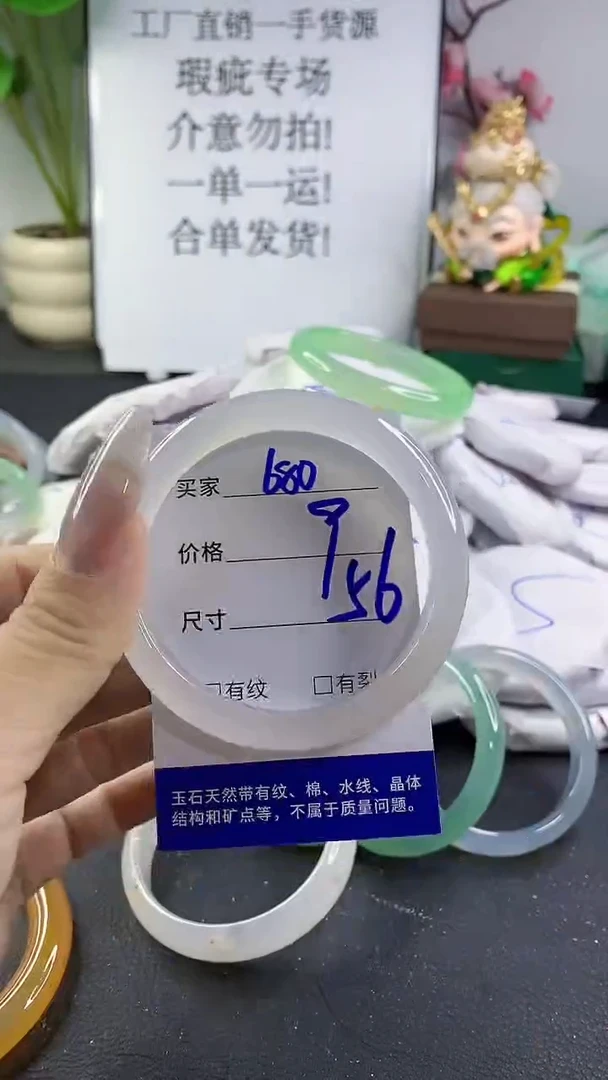 工厂直销一手货源
瑕疵专场
介意勿拍!
一单一运!
合单发货!
买家 680
价格
尺寸 56
□有纹 □有裂
玉石天然带有纹、棉、水线、晶体
结构和矿点等，不属于质量问题。